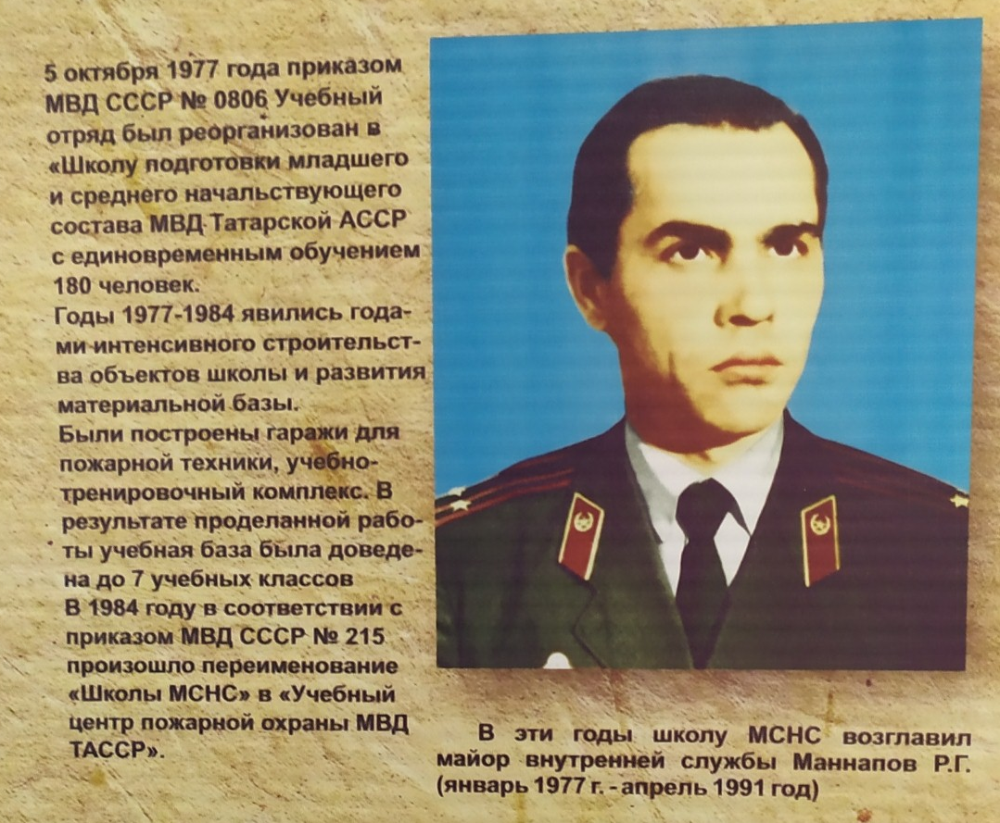 5 октября 1977 года приказом
МВД СССР № 0806 Учебный
отряд был реорганизован в
«Школу подготовки младшего
и среднего начальствующего
состава МВД Татарской АССР
с единовременным обучением
180 человек.
Годы 1977-1984 явились года-
ми интенсивного строительст-
ва объектов школы и развития
материальной базы.
Были построены гаражи для
пожарной техники, учебно-
тренировочный комплекс. В
результате проделанной рабо-
ты учебная база была доведе-
на до 7 учебных классов
В 1984 году в соответствии с
приказом МВД СССР № 215
произошло переименование
«Школы МСНС» в «Учебный
центр пожарной охраны МВД
ТАССР».
В эти годы школу МСНС возглавил
майор внутренней службы Маннапов Р.Г.
(январь 1977 г. - апрель 1991 год)